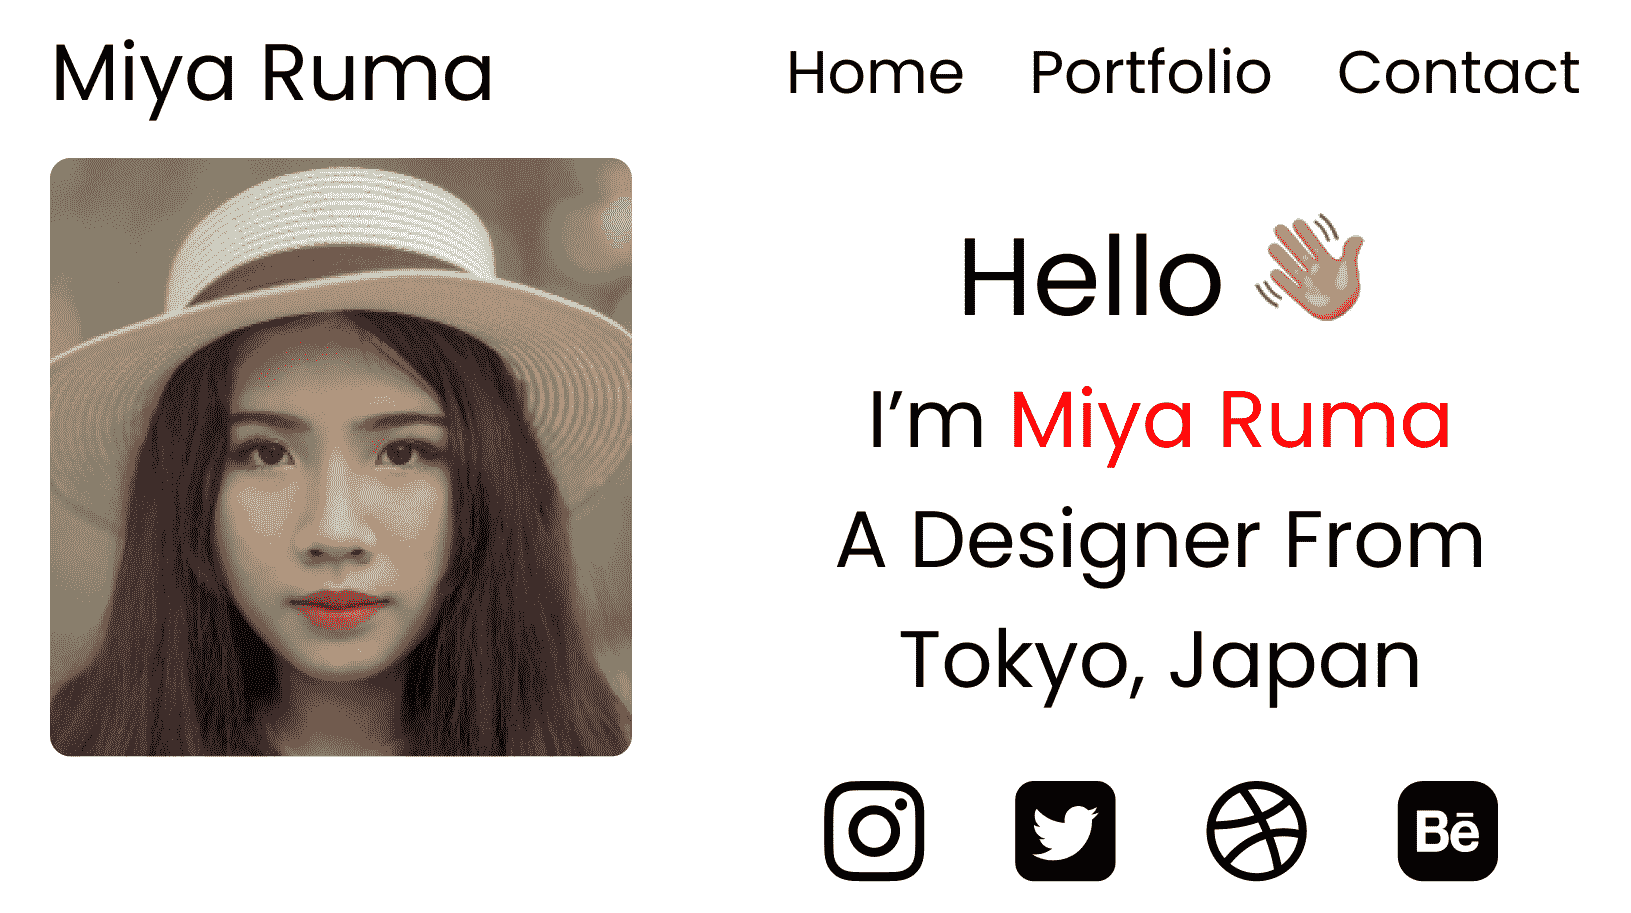 Miya Ruma
Home Portfolio Contact
Hello 👋🏽
I’m Miya Ruma
A Designer From
Tokyo, Japan
Bē